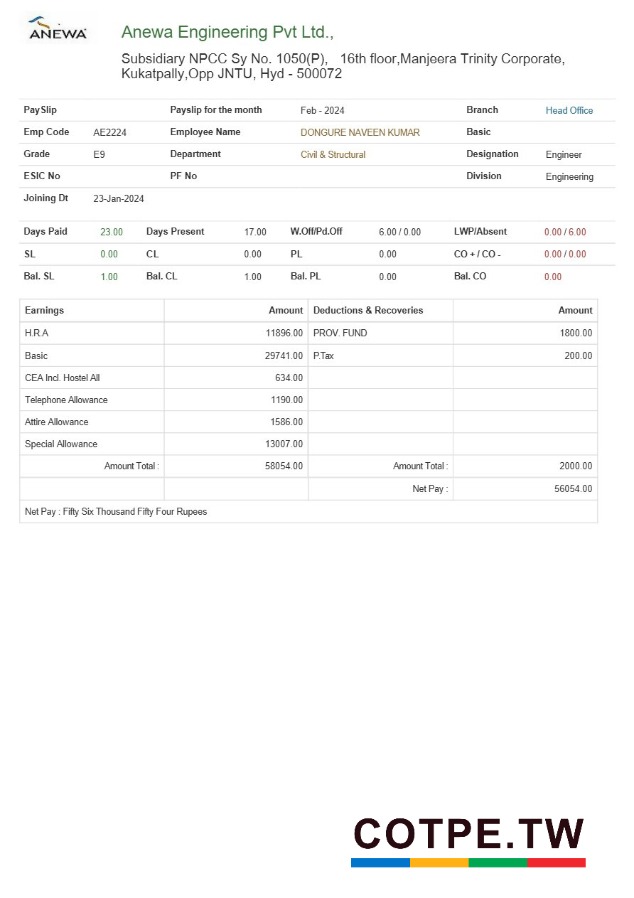 ANEWA
Anewa Engineering Pvt Ltd.,
Subsidiary NPCC Sy No. 1050(P), 16th floor,Manjeera Trinity Corporate,
Kukatpally,Opp JNTU, Hyd - 500072
PaySlip Payslip for the month Feb - 2024 Branch Head Office
Emp Code AE2224 Employee Name DONGURE NAVEEN KUMAR Basic
Grade E9 Department Civil & Structural Designation Engineer
ESIC No PF No Division Engineering
Joining Dt 23-Jan-2024
Days Paid 23.00 Days Present 17.00 W.Off/Pd.Off 6.00 / 0.00 LWP/Absent 0.00 / 6.00
SL 0.00 CL 0.00 PL 0.00 CO + / CO - 0.00 / 0.00
Bal. SL 1.00 Bal. CL 1.00 Bal. PL 0.00 Bal. CO 0.00
Earnings Amount Deductions & Recoveries Amount
H.R.A 11896.00 PROV. FUND 1800.00
Basic 29741.00 P.Tax 200.00
CEA Incl. Hostel All 634.00
Telephone Allowance 1190.00
Attire Allowance 1586.00
Special Allowance 13007.00
Amount Total : 58054.00 Amount Total : 2000.00
Net Pay : 56054.00
Net Pay : Fifty Six Thousand Fifty Four Rupees
COTPE.TW